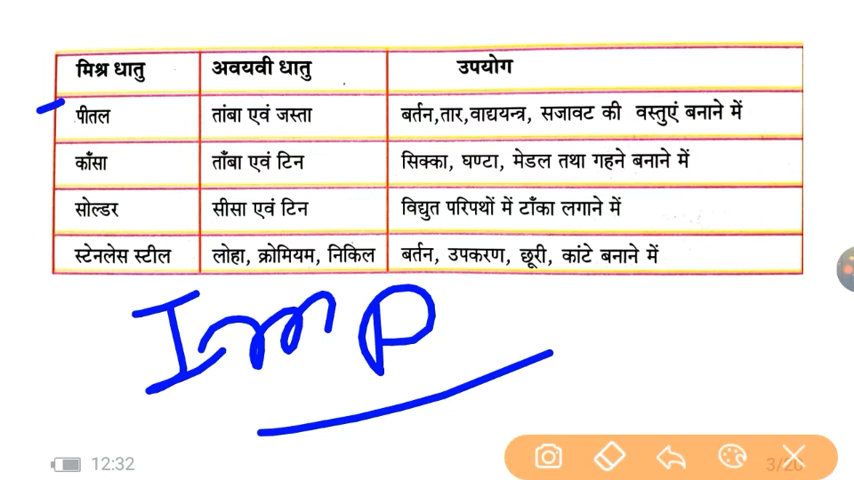 मिश्र धातु अवयवी धातु उपयोग
पीतल तांबा एवं जस्ता बर्तन,तार,वाद्ययन्त्र, सजावट की वस्तुएं बनाने में
काँसा ताँबा एवं टिन सिक्का, घण्टा, मेडल तथा गहने बनाने में
सोल्डर सीसा एवं टिन विद्युत परिपथों में टाँका लगाने में
स्टेनलेस स्टील लोहा, क्रोमियम, निकिल बर्तन, उपकरण, छूरी, कांटे बनाने में
Imp
12:32 3/20